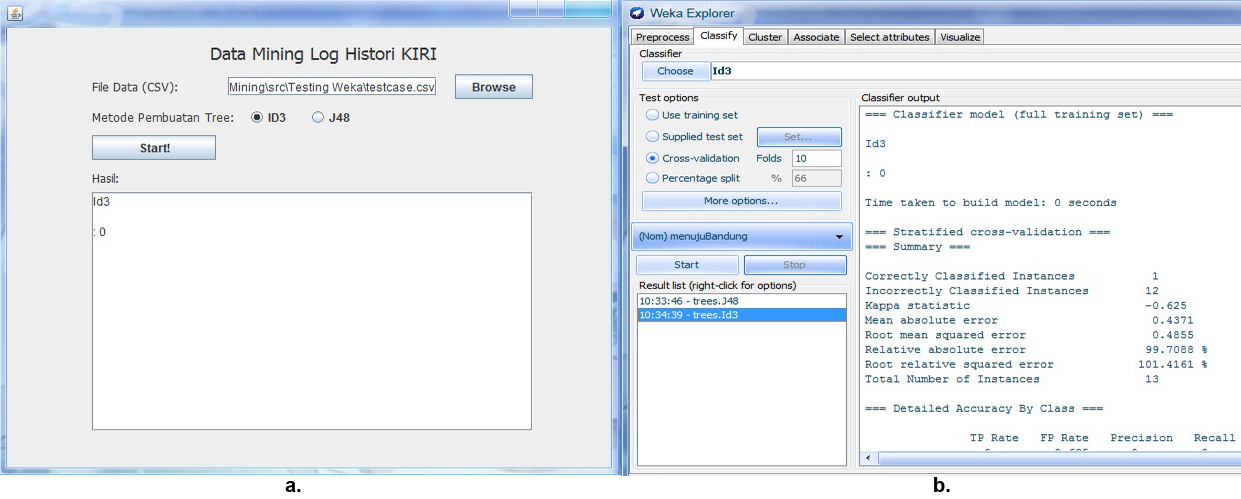 Data Mining Log Histori KIRI
File Data (CSV):
Mining\src\Testing Weka\testcase.csv
Browse
Metode Pembuatan Tree:
ID3
J48
Start!
Hasil:
Id3
: 0
a.
Weka Explorer
Preprocess Classify Cluster Associate Select attributes Visualize
Classifier
Choose Id3
Test options
Use training set
Supplied test set Set...
Cross-validation Folds 10
Percentage split % 66
More options...
(Nom) menujuBandung
Start Stop
Result list (right-click for options)
10:33:46 - trees.J48
10:34:39 - trees.Id3
Classifier output
=== Classifier model (full training set) ===
Id3
: 0
Time taken to build model: 0 seconds
=== Stratified cross-validation ===
=== Summary ===
Correctly Classified Instances 1
Incorrectly Classified Instances 12
Kappa statistic -0.625
Mean absolute error 0.4371
Root mean squared error 0.4855
Relative absolute error 99.7088 %
Root relative squared error 101.4161 %
Total Number of Instances 13
=== Detailed Accuracy By Class ===
TP Rate FP Rate Precision Recall
b.